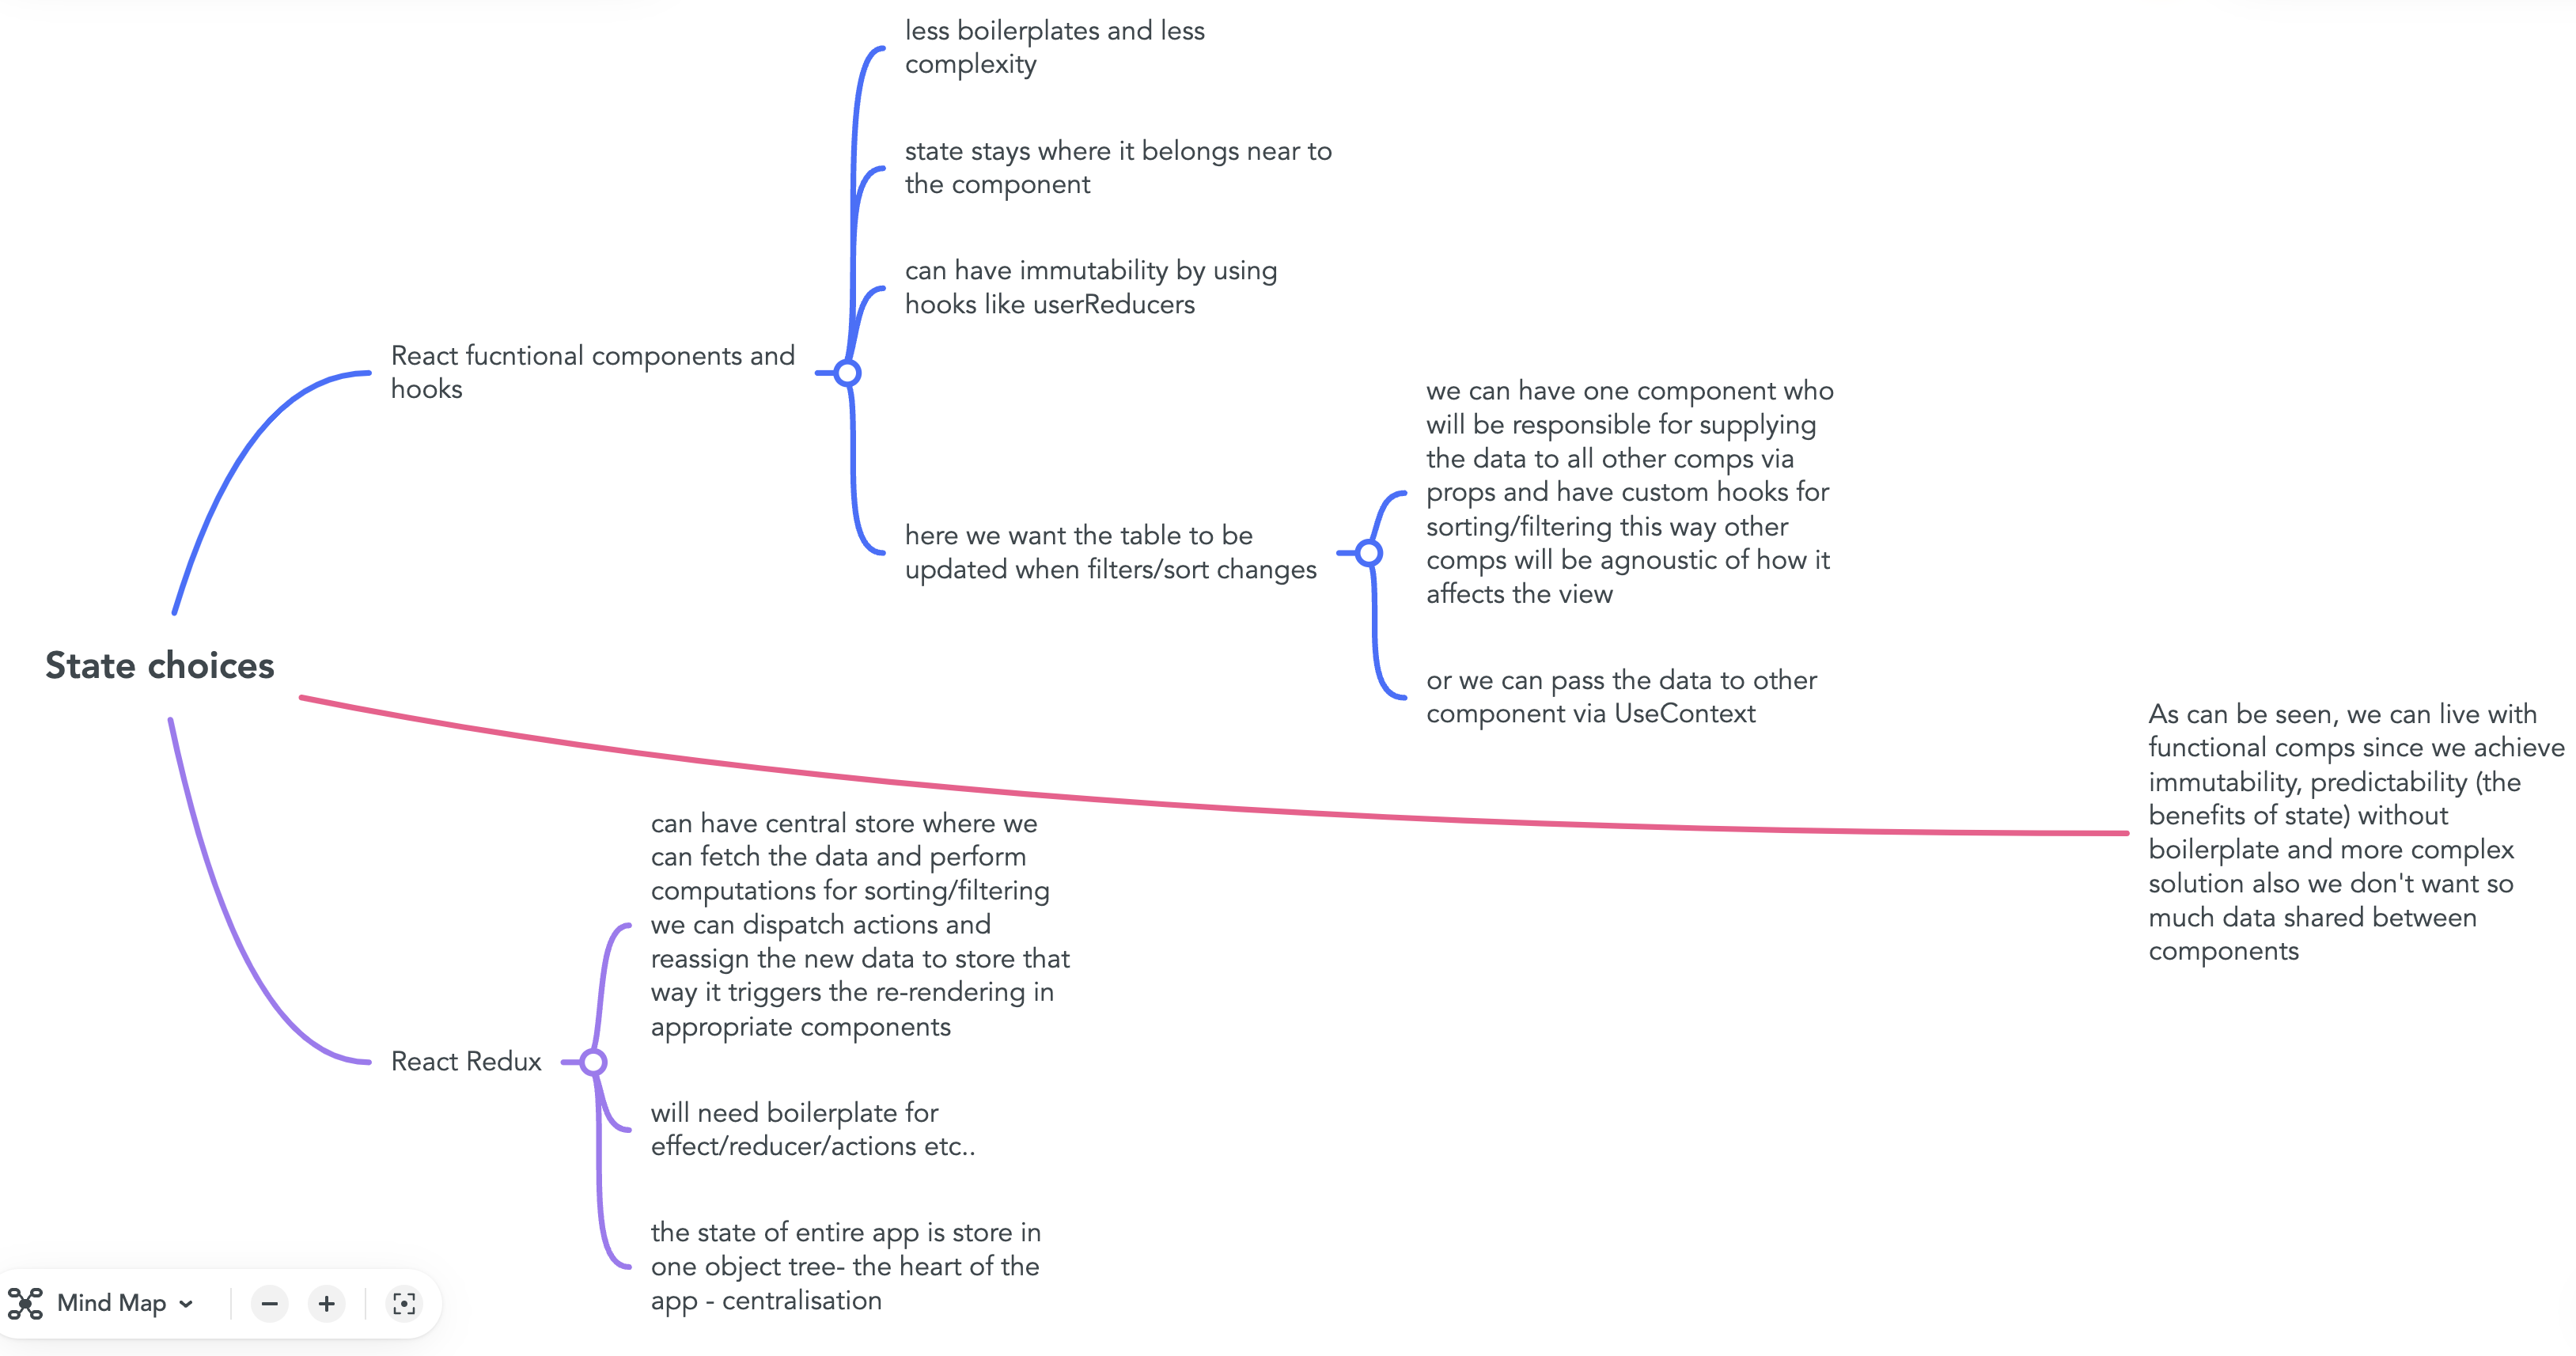 less boilerplates and less
complexity
state stays where it belongs near to
the component
can have immutability by using
hooks like userReducers
React fucntional components and
hooks
we can have one component who
will be responsible for supplying
the data to all other comps via
props and have custom hooks for
sorting/filtering this way other
comps will be agnoustic of how it
affects the view
here we want the table to be
updated when filters/sort changes
or we can pass the data to other
component via UseContext
State choices
As can be seen, we can live with
functional comps since we achieve
immutability, predictability (the
benefits of state) without
boilerplate and more complex
solution also we don't want so
much data shared between
components
can have central store where we
can fetch the data and perform
computations for sorting/filtering
we can dispatch actions and
reassign the new data to store that
way it triggers the re-rendering in
appropriate components
React Redux
will need boilerplate for
effect/reducer/actions etc..
the state of entire app is store in
one object tree- the heart of the
app - centralisation
Mind Map